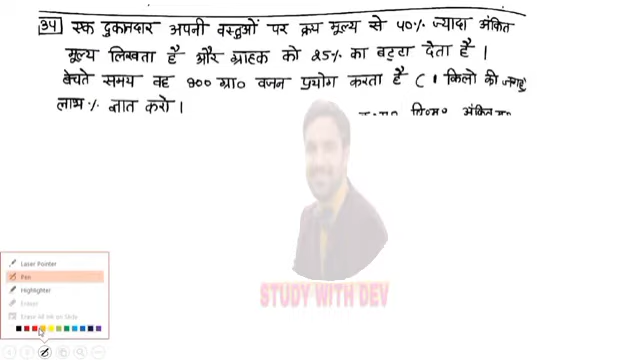 34) एक दुकानदार अपनी वस्तुओं पर क्रय मूल्य से 40% ज्यादा अंकित
मूल्य लिखता है और ग्राहक को 25% का बट्टा देता है ।
बेचते समय वह 900 ग्रा० वजन प्रयोग करता है ( 1 किलो की जगह
लाभ % ज्ञात करो ।
STUDY WITH DEV
Laser Pointer
Pen
Highlighter
Eraser
Erase All Ink on Slide